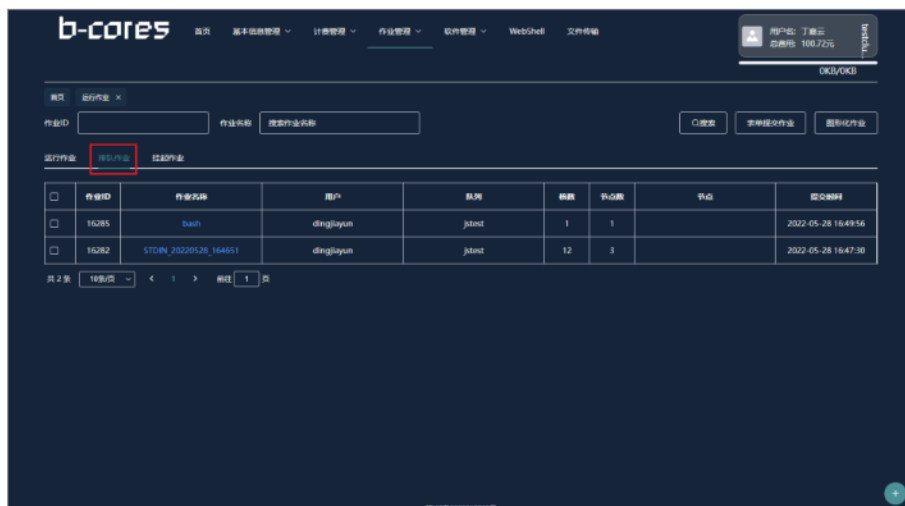 b-cores 首页 基本信息管理 计费管理 作业管理 软件管理 WebShell 文件传输
用户名: 丁嘉云
总费用: 100.72元
testclu...
0KB/0KB
首页 运行作业 ×
作业ID 作业名称 搜索作业名称 搜索 表单提交作业 图形化作业
运行作业 排队作业 挂起作业
作业ID 作业名称 用户 队列 核数 节点数 节点 提交时间
16285 bash dingjiayun jstest 1 1 2022-05-28 16:49:56
16282 STDIN_20220528_164651 dingjiayun jstest 12 3 2022-05-28 16:47:30
共 2 条 10条/页 < 1 > 前往 1 页
+